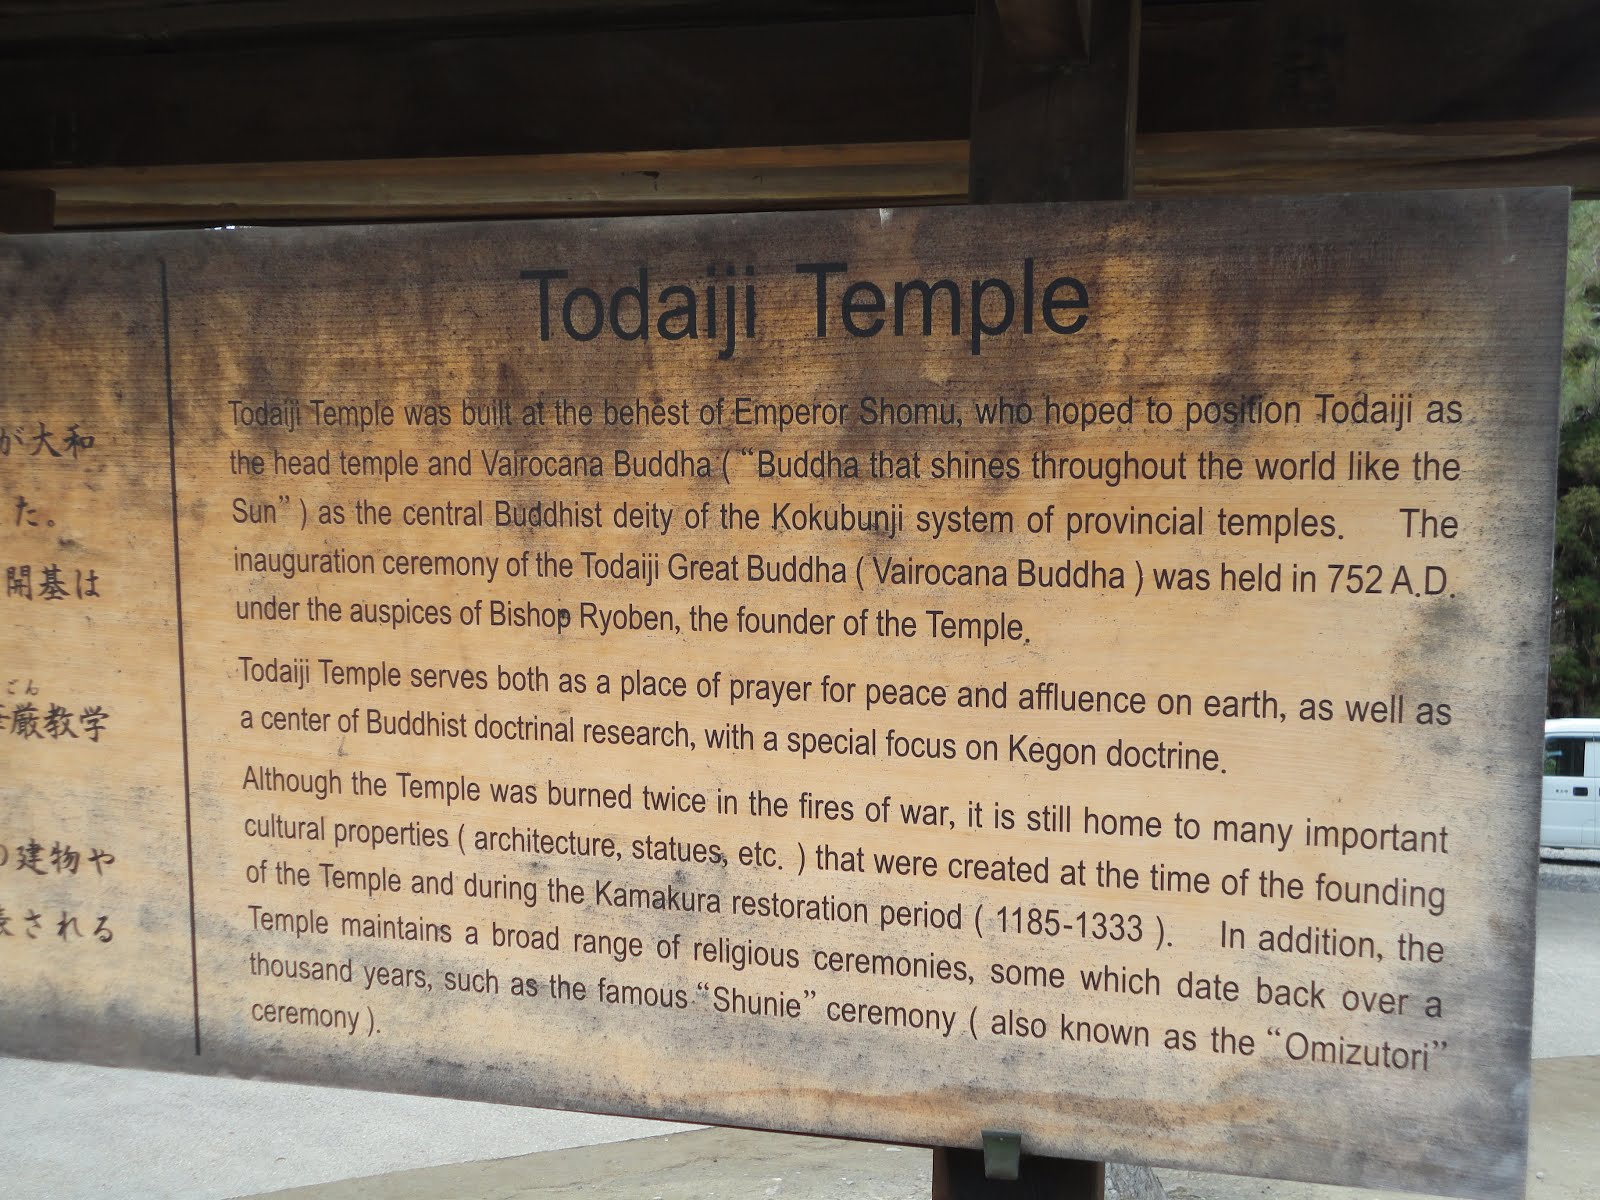 が大和
た。
開基は
ごん
厳教学
建物や
される
Todaiji Temple
Todaiji Temple was built at the behest of Emperor Shomu, who hoped to position Todaiji as
the head temple and Vairocana Buddha ( “Buddha that shines throughout the world like the
Sun” ) as the central Buddhist deity of the Kokubunji system of provincial temples. The
inauguration ceremony of the Todaiji Great Buddha ( Vairocana Buddha ) was held in 752 A.D.
under the auspices of Bishop Ryoben, the founder of the Temple.
Todaiji Temple serves both as a place of prayer for peace and affluence on earth, as well as
a center of Buddhist doctrinal research, with a special focus on Kegon doctrine.
Although the Temple was burned twice in the fires of war, it is still home to many important
cultural properties ( architecture, statues, etc. ) that were created at the time of the founding
of the Temple and during the Kamakura restoration period ( 1185-1333 ). In addition, the
Temple maintains a broad range of religious ceremonies, some which date back over a
thousand years, such as the famous “Shunie” ceremony ( also known as the “Omizutori”
ceremony ).